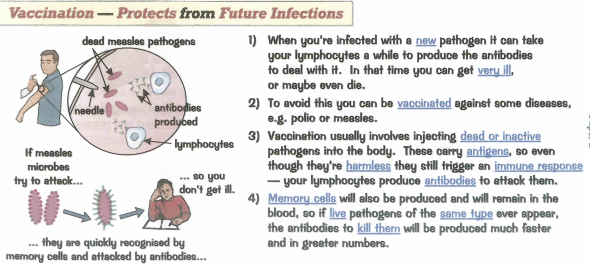 Vaccination — Protects from Future Infections
dead measles pathogens
needle
antibodies
produced
lymphocytes
If measles
microbes
try to attack...
... so you
don't get ill.
... they are quickly recognised by
memory cells and attacked by antibodies...
1) When you're infected with a new pathogen it can take
your lymphocytes a while to produce the antibodies
to deal with it. In that time you can get very ill,
or maybe even die.
2) To avoid this you can be vaccinated against some diseases,
e.g. polio or measles.
3) Vaccination usually involves injecting dead or inactive
pathogens into the body. These carry antigens, so even
though they're harmless they still trigger an immune response
— your lymphocytes produce antibodies to attack them.
4) Memory cells will also be produced and will remain in the
blood, so if live pathogens of the same type ever appear,
the antibodies to kill them will be produced much faster
and in greater numbers.